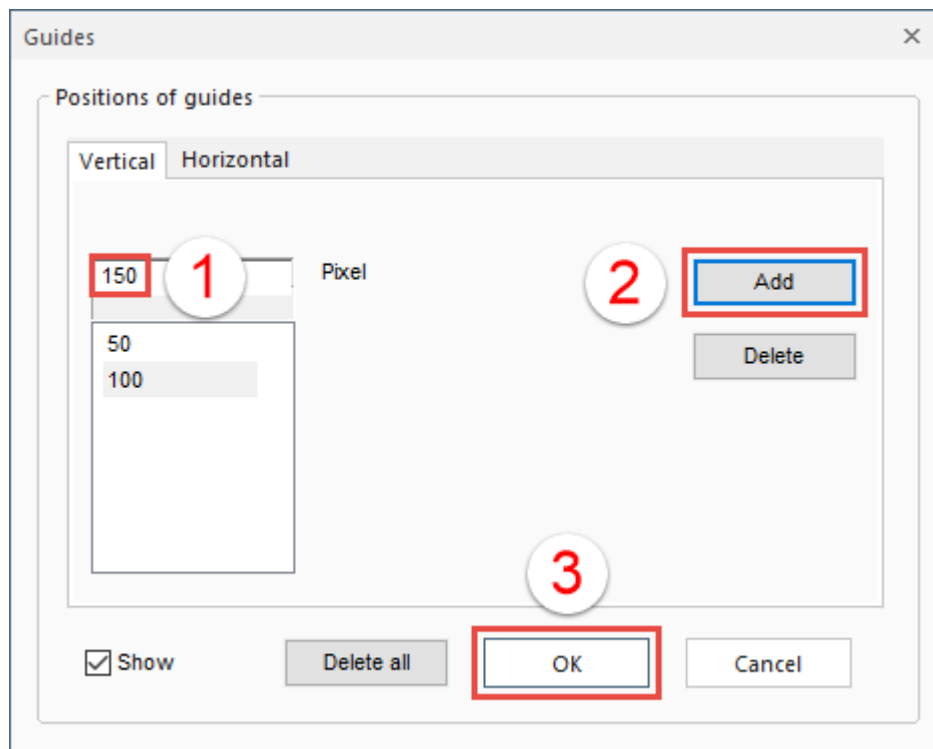 Guides
Positions of guides
Vertical Horizontal
150 1 Pixel 2 Add
50 Delete
100
3
Show Delete all OK Cancel